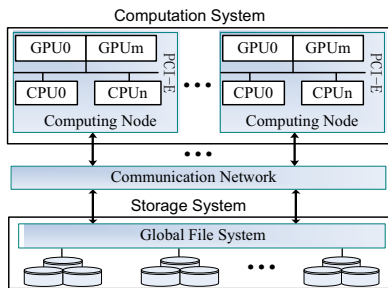 Computation System
GPU0 GPUm GPU0 GPUm
PCI-E PCI-E
CPU0 CPUn CPU0 CPUn
Computing Node Computing Node
Communication Network
Storage System
Global File System